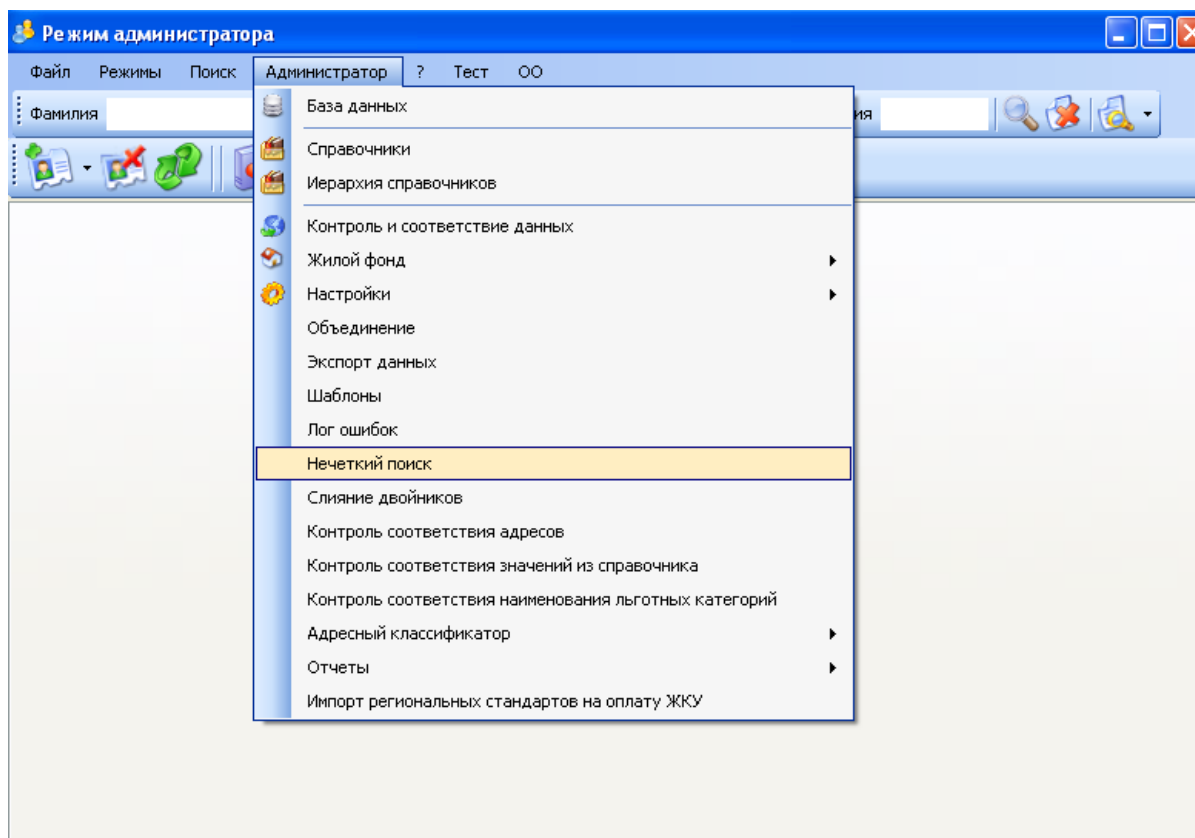 Режим администратора
Файл Режимы Поиск Администратор ? Тест ОО
Фамилия ия
База данных
Справочники
Иерархия справочников
Контроль и соответствие данных
Жилой фонд
Настройки
Объединение
Экспорт данных
Шаблоны
Лог ошибок
Нечеткий поиск
Слияние двойников
Контроль соответствия адресов
Контроль соответствия значений из справочника
Контроль соответствия наименования льготных категорий
Адресный классификатор
Отчеты
Импорт региональных стандартов на оплату ЖКУ